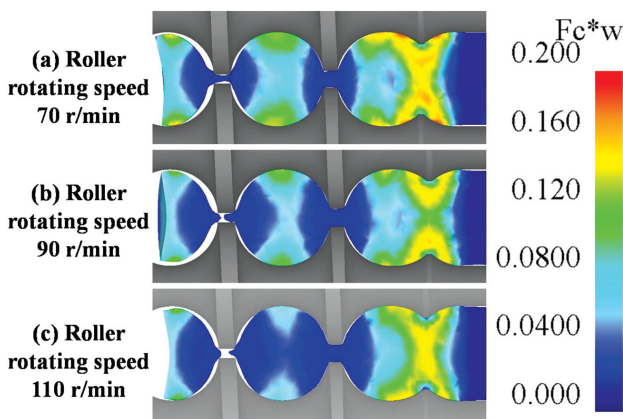 (a) Roller
rotating speed
70 r/min
(b) Roller
rotating speed
90 r/min
(c) Roller
rotating speed
110 r/min
Fc*w
0.200
0.160
0.120
0.0800
0.0400
0.000